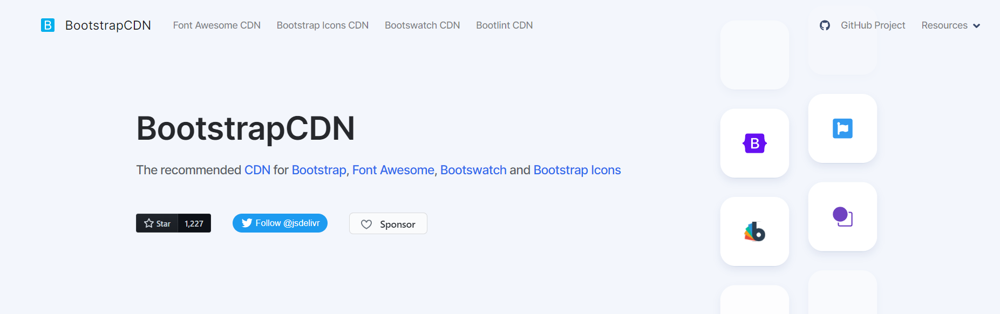 B BootstrapCDN Font Awesome CDN Bootstrap Icons CDN Bootswatch CDN Bootlint CDN GitHub Project Resources
BootstrapCDN
The recommended CDN for Bootstrap, Font Awesome, Bootswatch and Bootstrap Icons
Star 1,227 Follow @jsdelivr Sponsor
B
b